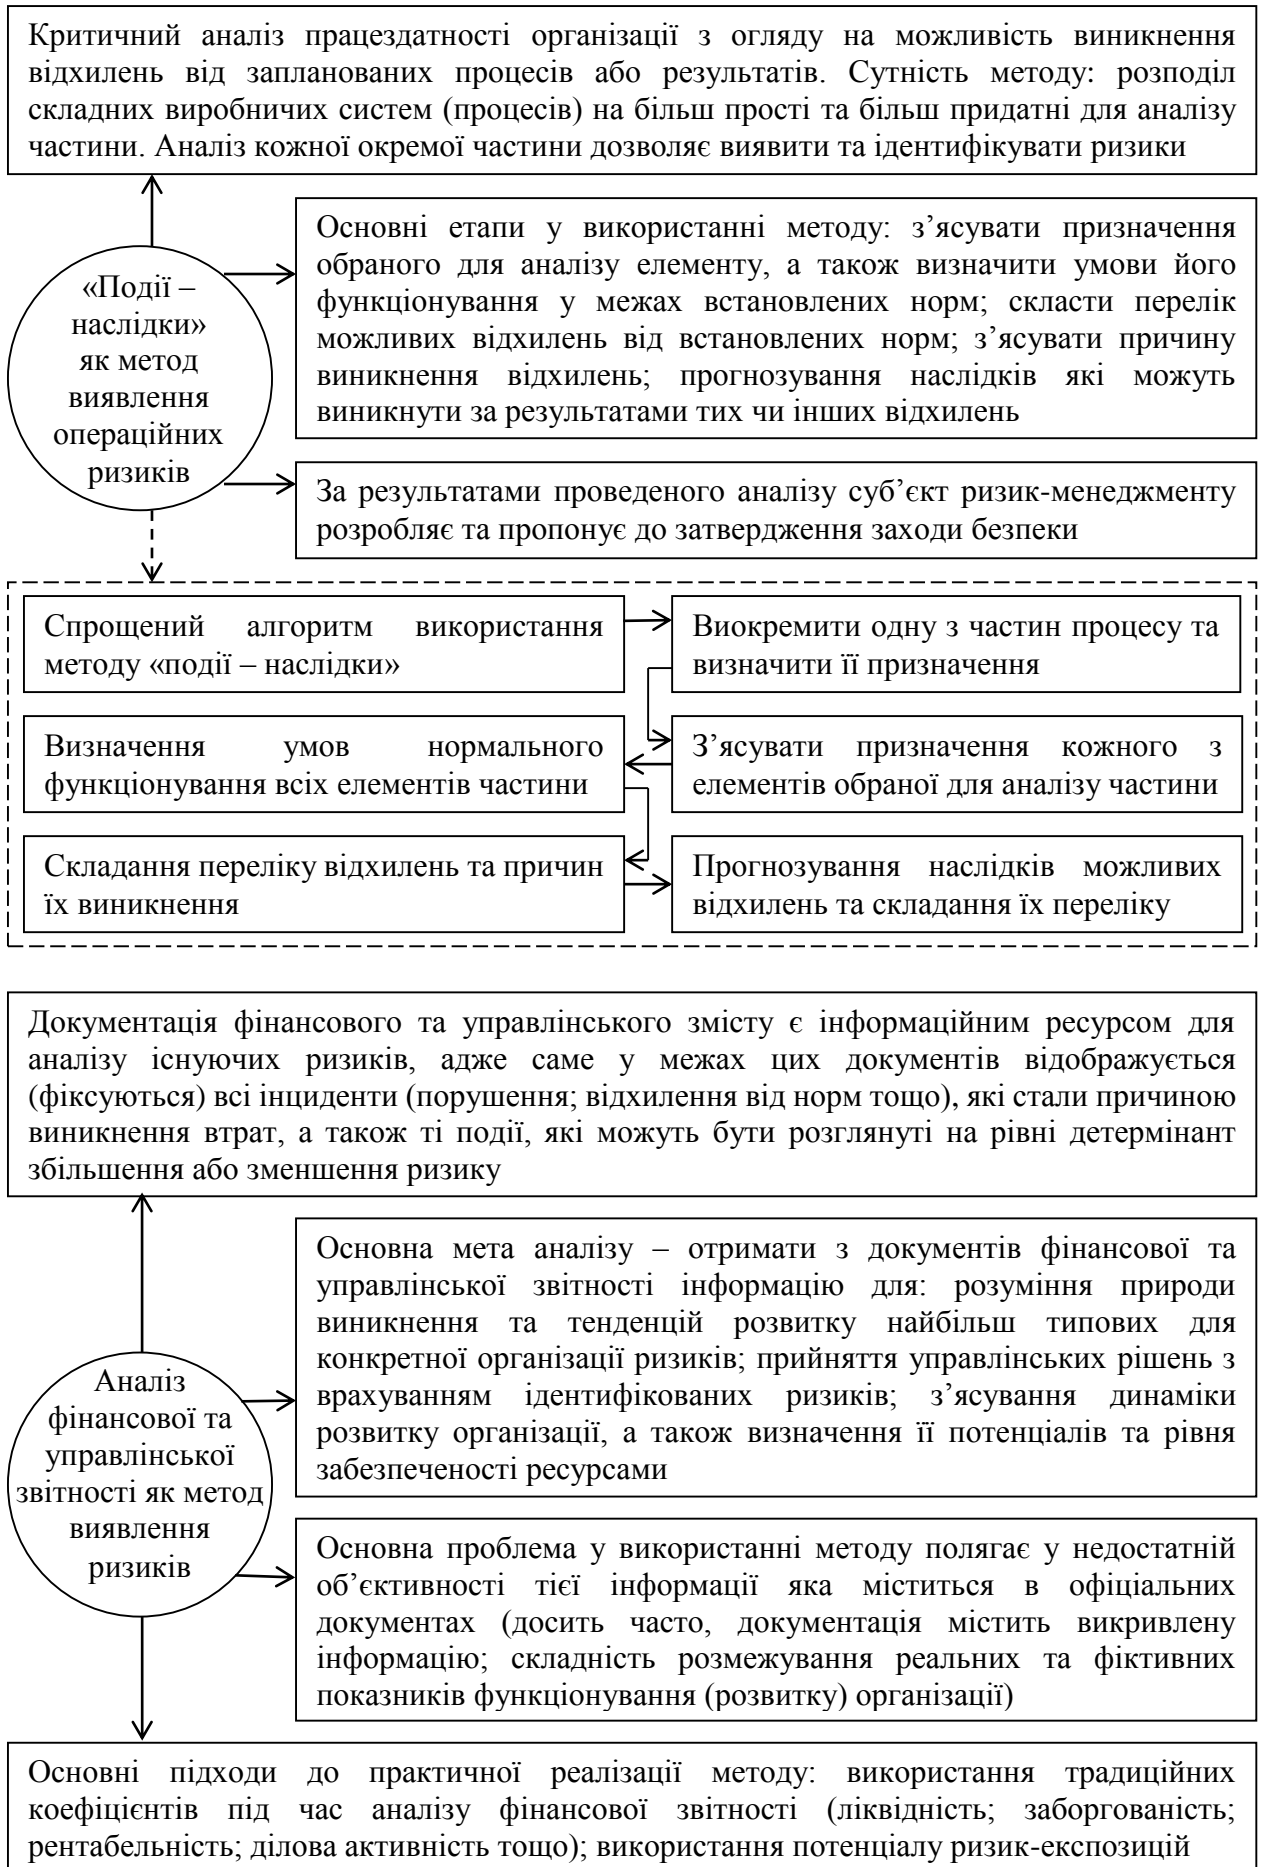 Критичний аналіз працездатності організації з огляду на можливість виникнення
відхилень від запланованих процесів або результатів. Сутність методу: розподіл
складних виробничих систем (процесів) на більш прості та більш придатні для аналізу
частини. Аналіз кожної окремої частини дозволяє виявити та ідентифікувати ризики
«Події –
наслідки»
як метод
виявлення
операційних
ризиків
Основні етапи у використанні методу: з’ясувати призначення
обраного для аналізу елементу, а також визначити умови його
функціонування у межах встановлених норм; скласти перелік
можливих відхилень від встановлених норм; з’ясувати причину
виникнення відхилень; прогнозування наслідків які можуть
виникнути за результатами тих чи інших відхилень
За результатами проведеного аналізу суб’єкт ризик-менеджменту
розробляє та пропонує до затвердження заходи безпеки
Спрощений алгоритм використання
методу «події – наслідки»
Виокремити одну з частин процесу та
визначити її призначення
Визначення умов нормального
функціонування всіх елементів частини
З’ясувати призначення кожного з
елементів обраної для аналізу частини
Складання переліку відхилень та причин
їх виникнення
Прогнозування наслідків можливих
відхилень та складання їх переліку
Документація фінансового та управлінського змісту є інформаційним ресурсом для
аналізу існуючих ризиків, адже саме у межах цих документів відображується
(фіксуються) всі інциденти (порушення; відхилення від норм тощо), які стали причиною
виникнення втрат, а також ті події, які можуть бути розглянуті на рівні детермінант
збільшення або зменшення ризику
Аналіз
фінансової та
управлінської
звітності як метод
виявлення
ризиків
Основна мета аналізу – отримати з документів фінансової та
управлінської звітності інформацію для: розуміння природи
виникнення та тенденцій розвитку найбільш типових для
конкретної організації ризиків; прийняття управлінських рішень з
врахуванням ідентифікованих ризиків; з’ясування динаміки
розвитку організації, а також визначення її потенціалів та рівня
забезпеченості ресурсами
Основна проблема у використанні методу полягає у недостатній
об’єктивності тієї інформації яка міститься в офіціальних
документах (досить часто, документація містить викривлену
інформацію; складність розмежування реальних та фіктивних
показників функціонування (розвитку) організації)
Основні підходи до практичної реалізації методу: використання традиційних
коефіцієнтів під час аналізу фінансової звітності (ліквідність; заборгованість;
рентабельність; ділова активність тощо); використання потенціалу ризик-експозицій